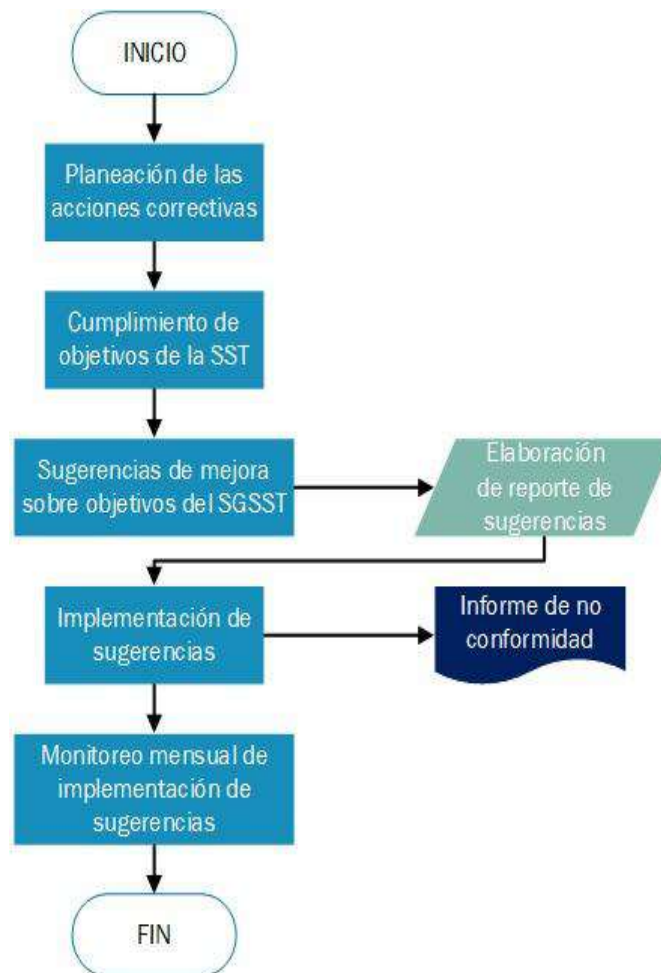 INICIO
Planeación de las
acciones correctivas
Cumplimiento de
objetivos de la SST
Sugerencias de mejora
sobre objetivos del SGSST
Elaboración
de reporte de
sugerencias
Implementación de
sugerencias
Informe de no
conformidad
Monitoreo mensual de
implementación de
sugerencias
FIN